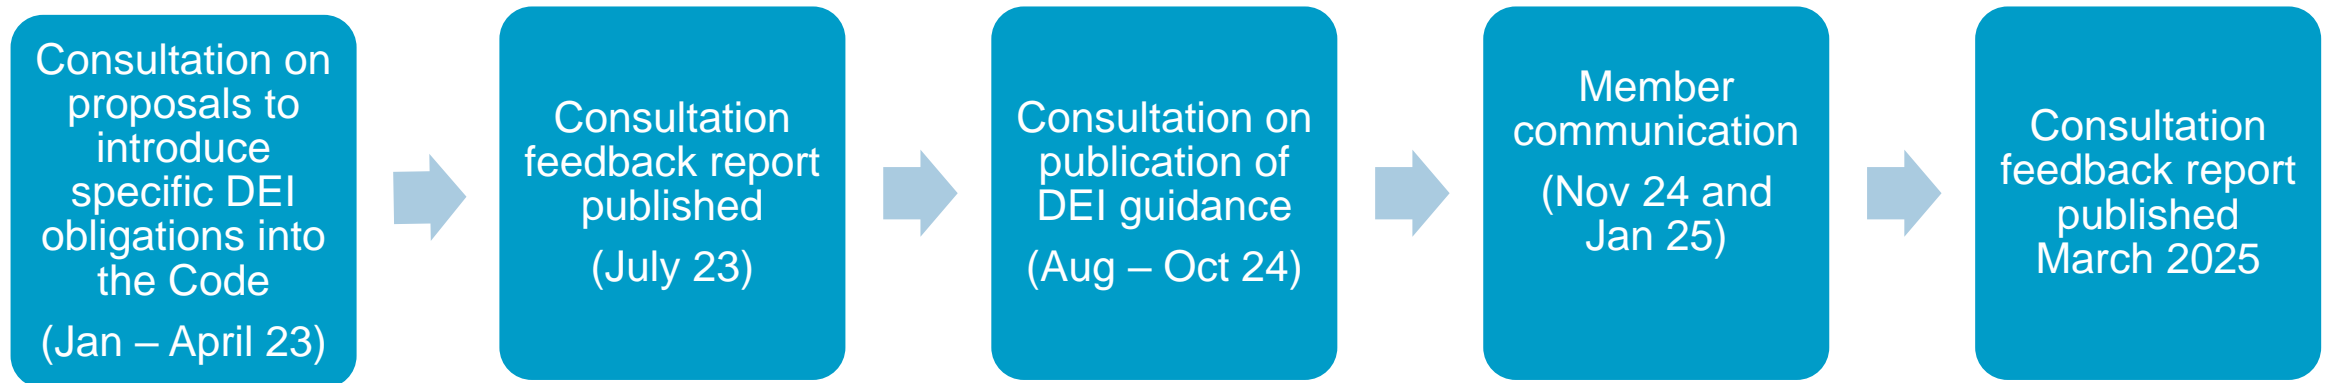 Consultation on
proposals to
introduce
specific DEI
obligations into
the Code
(Jan – April 23)
Consultation
feedback report
published
(July 23)
Consultation on
publication of
DEI guidance
(Aug – Oct 24)
Member
communication
(Nov 24 and
Jan 25)
Consultation
feedback report
published
March 2025